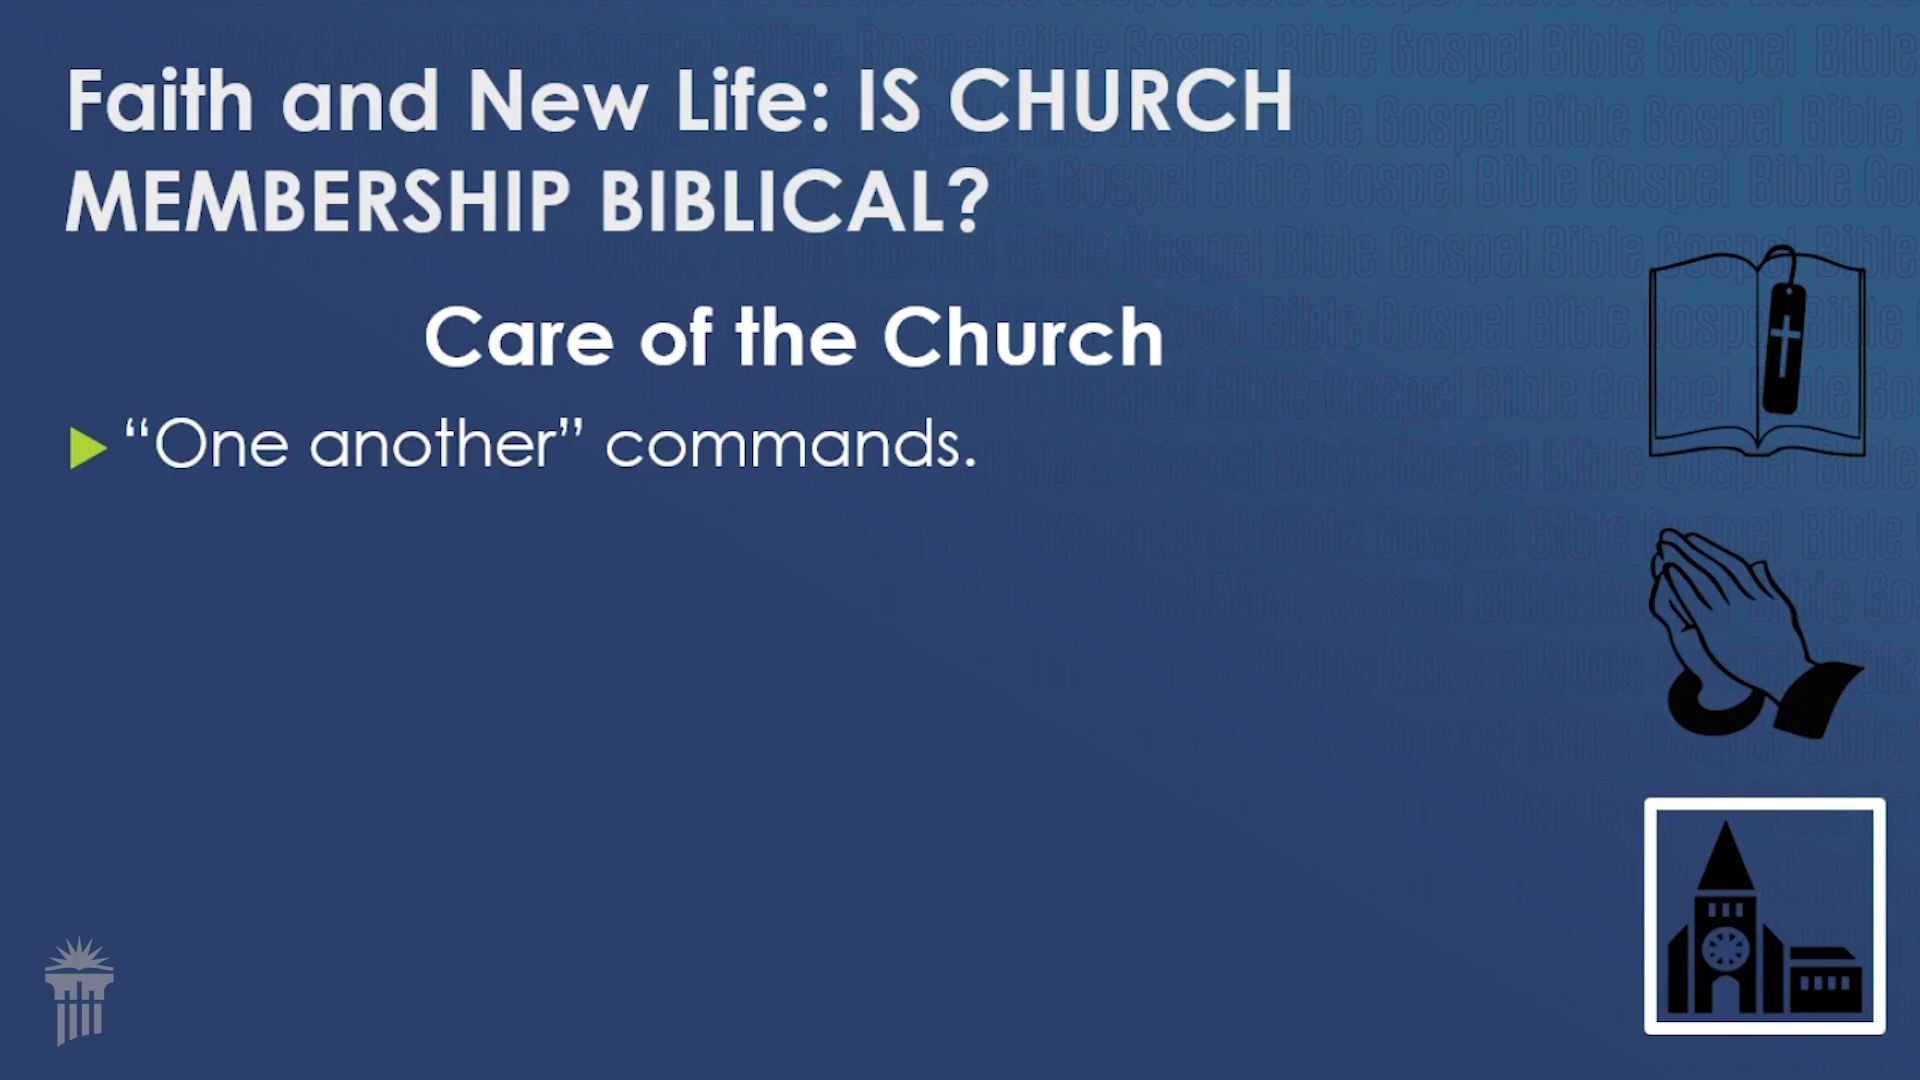 Faith and New Life: IS CHURCH
MEMBERSHIP BIBLICAL?
Care of the Church
“One another” commands.